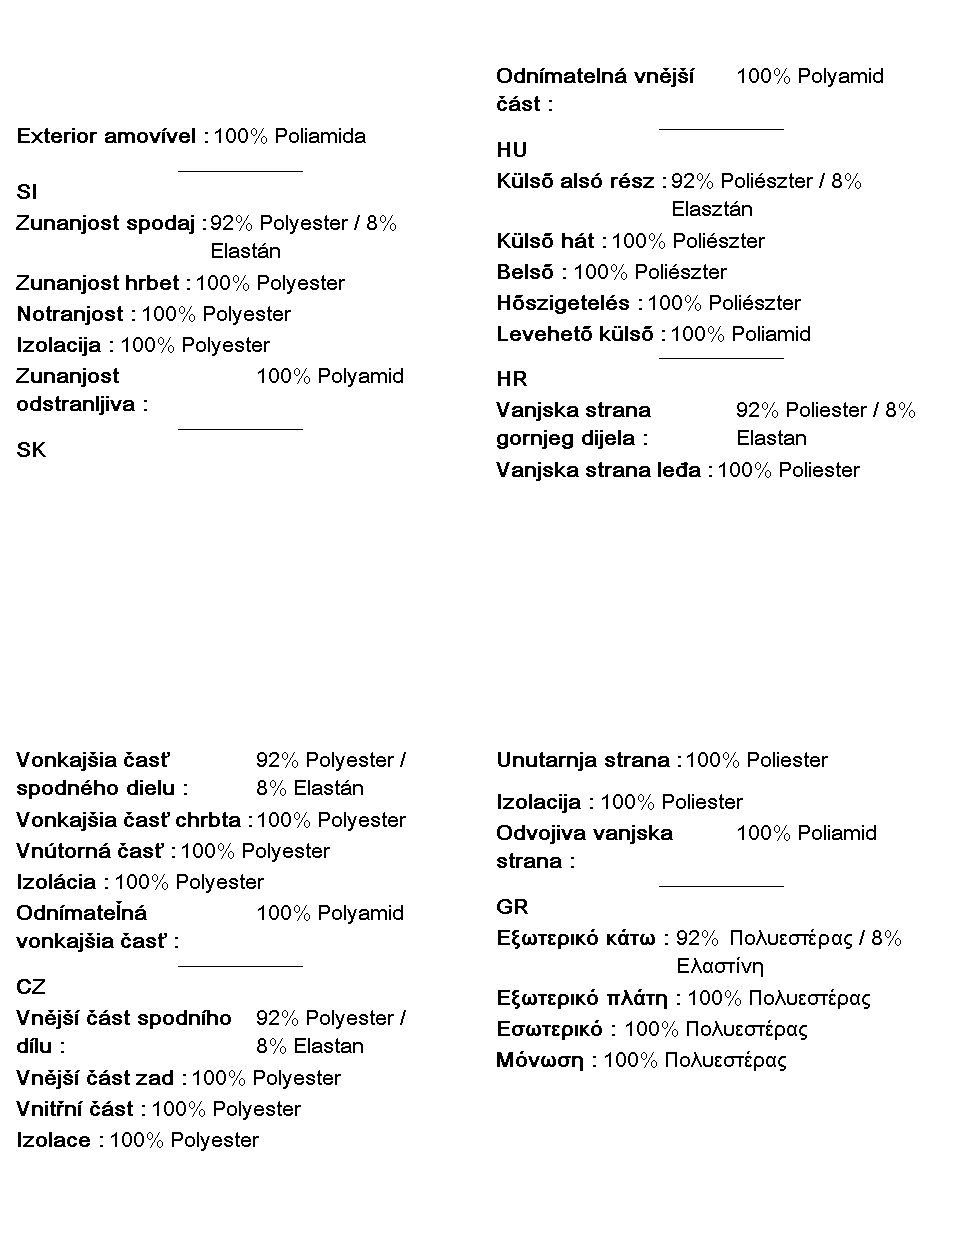 Exterior amovível : 100% Poliamida
SI
Zunanjost spodaj : 92% Polyester / 8%
Elastán
Zunanjost hrbet : 100% Polyester
Notranjost : 100% Polyester
Izolacija : 100% Polyester
Zunanjost 100% Polyamid
odstranljiva :
SK
Vonkajšia časť 92% Polyester /
spodného dielu : 8% Elastán
Vonkajšia časť chrbta : 100% Polyester
Vnútorná časť : 100% Polyester
Izolácia : 100% Polyester
Odnímateľná 100% Polyamid
vonkajšia časť :
CZ
Vnější část spodního 92% Polyester /
dílu : 8% Elastan
Vnější část zad : 100% Polyester
Vnitřní část : 100% Polyester
Izolace : 100% Polyester
Odnímatelná vnější 100% Polyamid
část :
HU
Külső alsó rész : 92% Poliészter / 8%
Elasztán
Külső hát : 100% Poliészter
Belső : 100% Poliészter
Hőszigetelés : 100% Poliészter
Levehető külső : 100% Poliamid
HR
Vanjska strana 92% Poliester / 8%
gornjeg dijela : Elastan
Vanjska strana leđa : 100% Poliester
Unutarnja strana : 100% Poliester
Izolacija : 100% Poliester
Odvojiva vanjska 100% Poliamid
strana :
GR
Εξωτερικό κάτω : 92% Πολυεστέρας / 8%
Ελαστίνη
Εξωτερικό πλάτη : 100% Πολυεστέρας
Εσωτερικό : 100% Πολυεστέρας
Μόνωση : 100% Πολυεστέρας